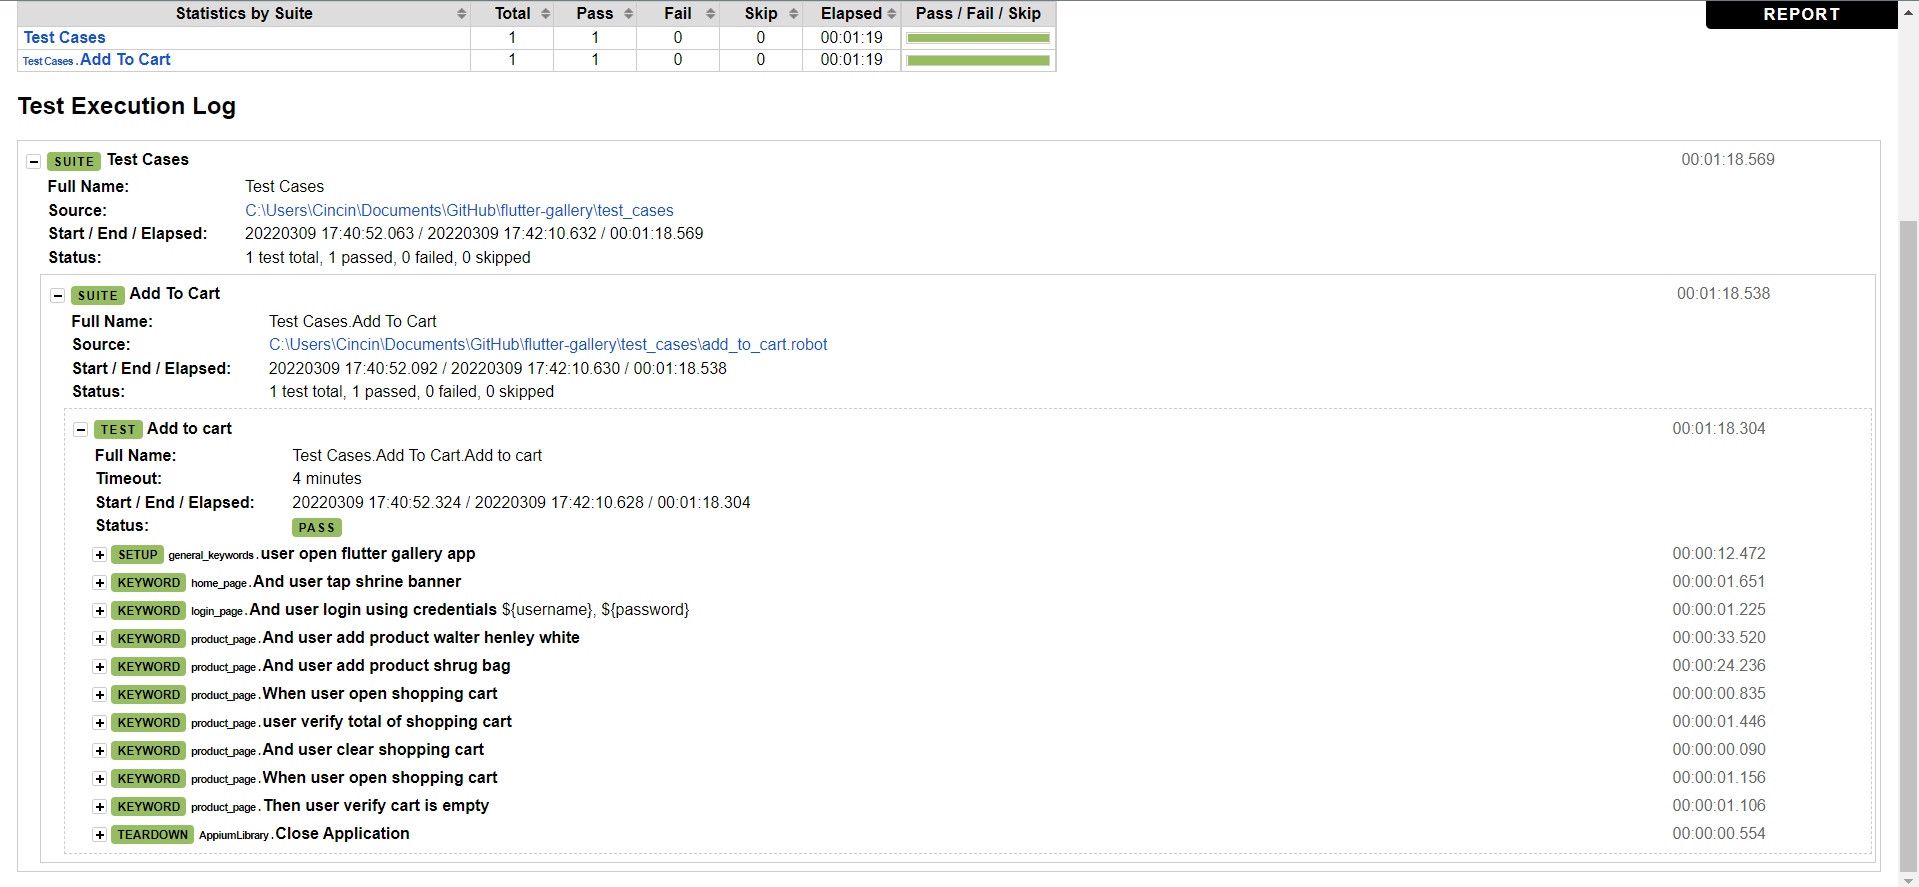 Statistics by Suite Total Pass Fail Skip Elapsed Pass / Fail / Skip
REPORT
Test Cases 1 1 0 0 00:01:19
Test Cases . Add To Cart 1 1 0 0 00:01:19
Test Execution Log
SUITE Test Cases 00:01:18.569
Full Name: Test Cases
Source: C:\Users\Cincin\Documents\GitHub\flutter-gallery\test_cases
Start / End / Elapsed: 20220309 17:40:52.063 / 20220309 17:42:10.632 / 00:01:18.569
Status: 1 test total, 1 passed, 0 failed, 0 skipped
SUITE Add To Cart 00:01:18.538
Full Name: Test Cases.Add To Cart
Source: C:\Users\Cincin\Documents\GitHub\flutter-gallery\test_cases\add_to_cart.robot
Start / End / Elapsed: 20220309 17:40:52.092 / 20220309 17:42:10.630 / 00:01:18.538
Status: 1 test total, 1 passed, 0 failed, 0 skipped
TEST Add to cart 00:01:18.304
Full Name: Test Cases.Add To Cart.Add to cart
Timeout: 4 minutes
Start / End / Elapsed: 20220309 17:40:52.324 / 20220309 17:42:10.628 / 00:01:18.304
Status: PASS
+ SETUP general_keywords . user open flutter gallery app 00:00:12.472
+ KEYWORD home_page . And user tap shrine banner 00:00:01.651
+ KEYWORD login_page . And user login using credentials ${username}, ${password} 00:00:01.225
+ KEYWORD product_page . And user add product walter henley white 00:00:33.520
+ KEYWORD product_page . And user add product shrug bag 00:00:24.236
+ KEYWORD product_page . When user open shopping cart 00:00:00.835
+ KEYWORD product_page . user verify total of shopping cart 00:00:01.446
+ KEYWORD product_page . And user clear shopping cart 00:00:00.090
+ KEYWORD product_page . When user open shopping cart 00:00:01.156
+ KEYWORD product_page . Then user verify cart is empty 00:00:01.106
+ TEARDOWN AppiumLibrary . Close Application 00:00:00.554